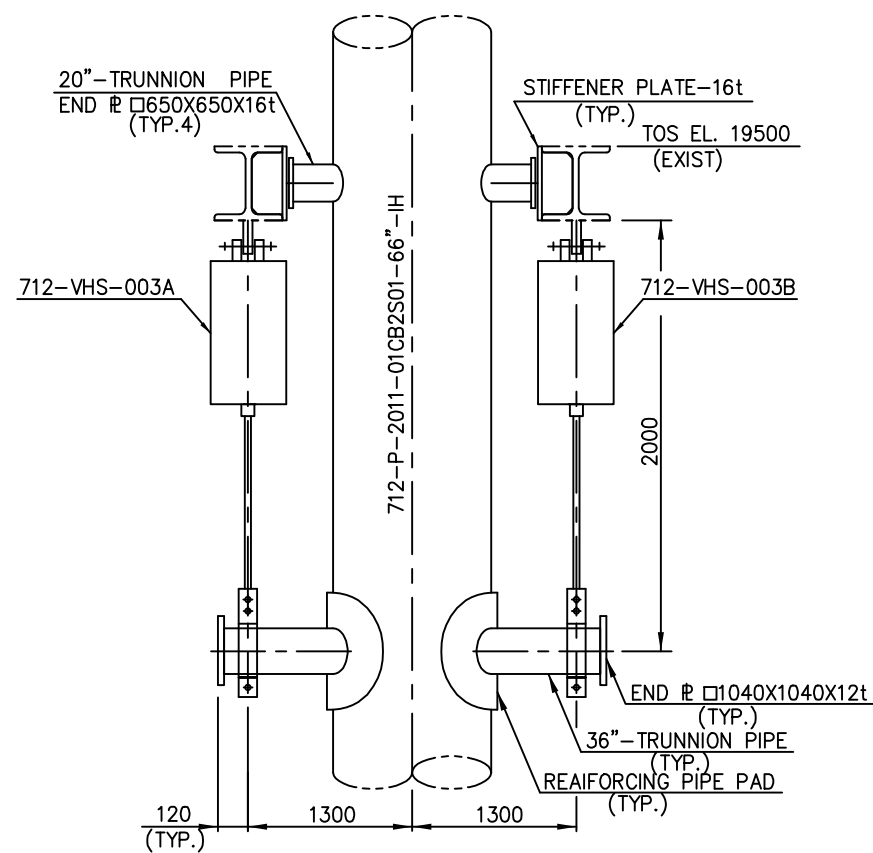 20"-TRUNNION PIPE
END ⅊ □650X650X16t
(TYP.4)
STIFFENER PLATE-16t
(TYP.)
TOS EL. 19500
(EXIST)
712-VHS-003A
712-P-2011-01CB2S01-66"-IH
712-VHS-003B
2000
END ⅊ □1040X1040X12t
(TYP.)
36"-TRUNNION PIPE
(TYP.)
REAIFORCING PIPE PAD
(TYP.)
120
(TYP.)
1300
1300